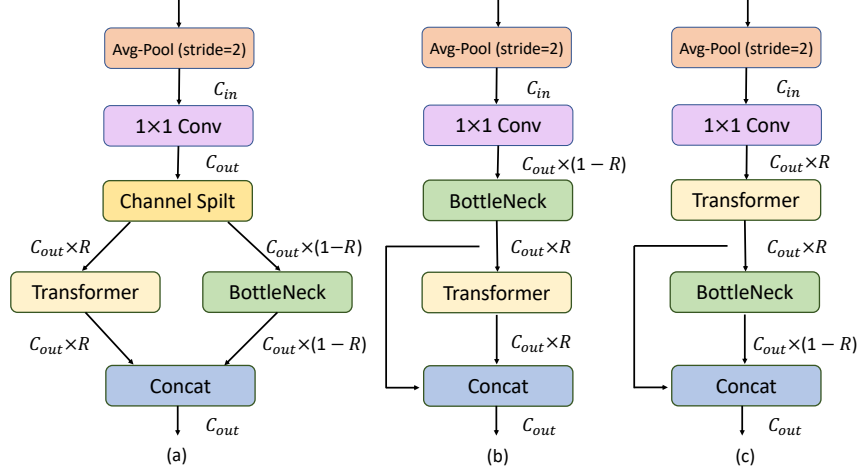 Avg-Pool (stride=2)
C_in
1×1 Conv
C_out
Channel Spilt
C_out×R
C_out×(1−R)
Transformer
BottleNeck
C_out×R
C_out×(1 − R)
Concat
C_out
(a)
Avg-Pool (stride=2)
C_in
1×1 Conv
C_out×(1 − R)
BottleNeck
C_out×R
Transformer
C_out×R
Concat
C_out
(b)
Avg-Pool (stride=2)
C_in
1×1 Conv
C_out×R
Transformer
C_out×R
BottleNeck
C_out×(1 − R)
Concat
C_out
(c)